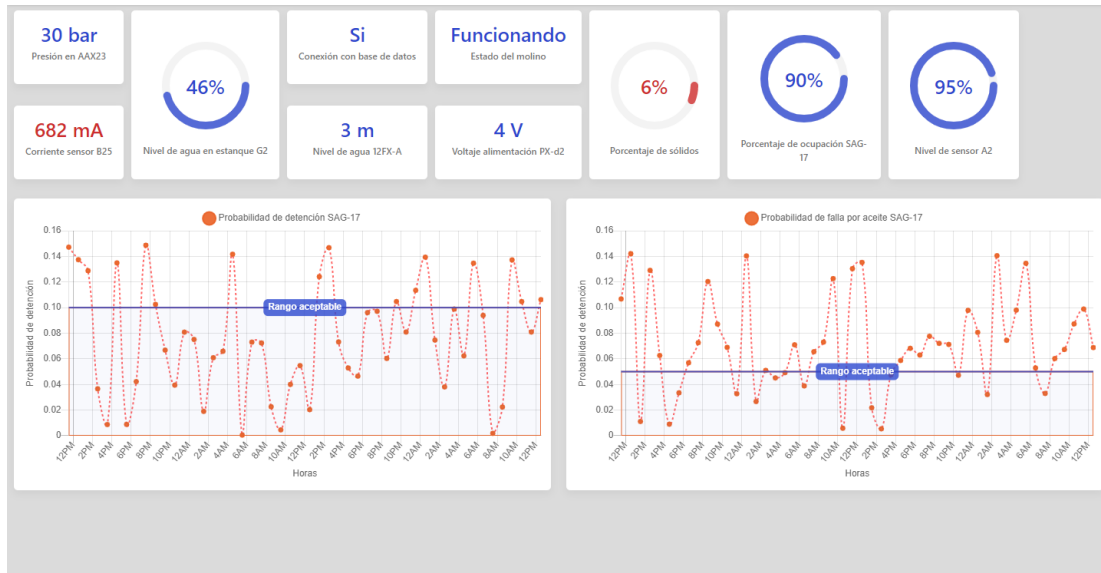 30 bar
Presión en AAX23
682 mA
Corriente sensor B25
46%
Nivel de agua en estanque G2
Si
Conexión con base de datos
3 m
Nivel de agua 12FX-A
Funcionando
Estado del molino
4 V
Voltaje alimentación PX-d2
6%
Porcentaje de sólidos
90%
Porcentaje de ocupación SAG-
17
95%
Nivel de sensor A2
Probabilidad de detención SAG-17
Probabilidad de detención
0.16
0.14
0.12
0.10
0.08
0.06
0.04
0.02
0
Rango aceptable
12PM 2PM 4PM 6PM 8PM 10PM 12AM 2AM 4AM 6AM 8AM 10AM 12PM 2PM 4PM 6PM 8PM 10PM 12AM 2AM 4AM 6AM 8AM 10AM 12PM
Horas
Probabilidad de falla por aceite SAG-17
Probabilidad de detención
0.16
0.14
0.12
0.10
0.08
0.06
0.04
0.02
0
Rango aceptable
12PM 2PM 4PM 6PM 8PM 10PM 12AM 2AM 4AM 6AM 8AM 10AM 12PM 2PM 4PM 6PM 8PM 10PM 12AM 2AM 4AM 6AM 8AM 10AM 12PM
Horas